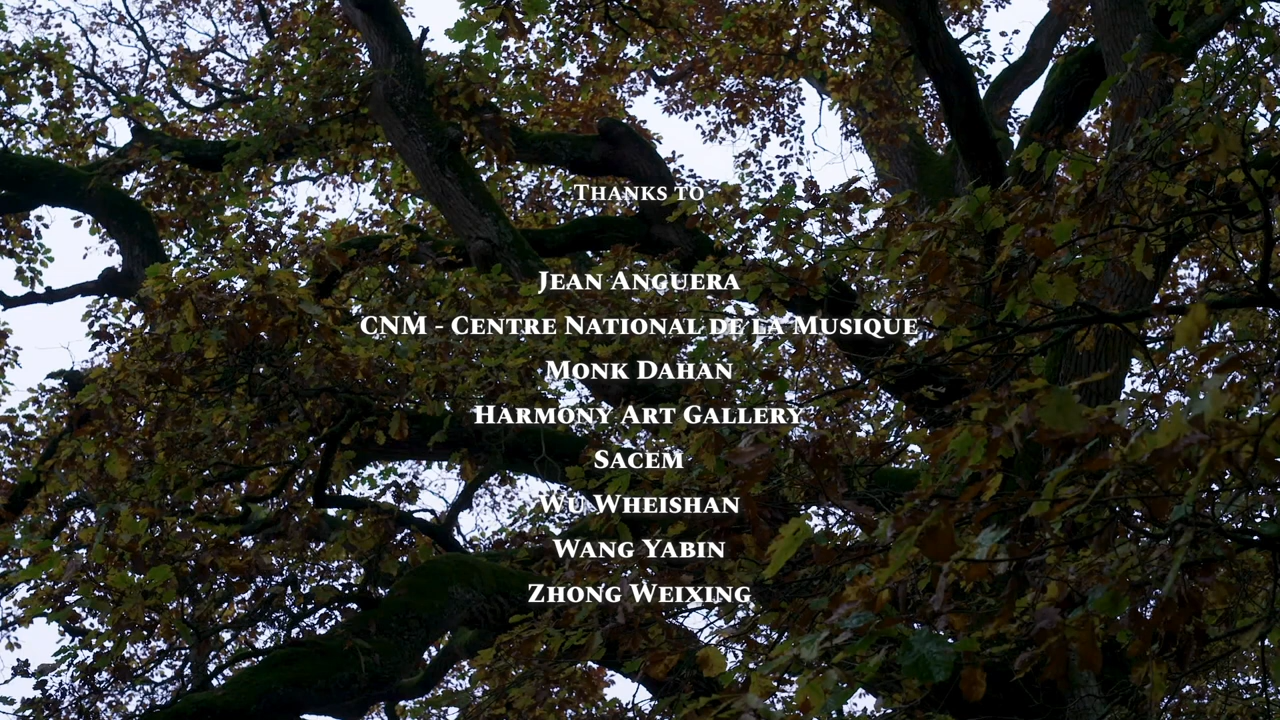 Thanks to
Jean Anguera
CNM - Centre National de la Musique
Monk Dahan
Harmony Art Gallery
Sacem
Wu Wheishan
Wang Yabin
Zhong Weixing